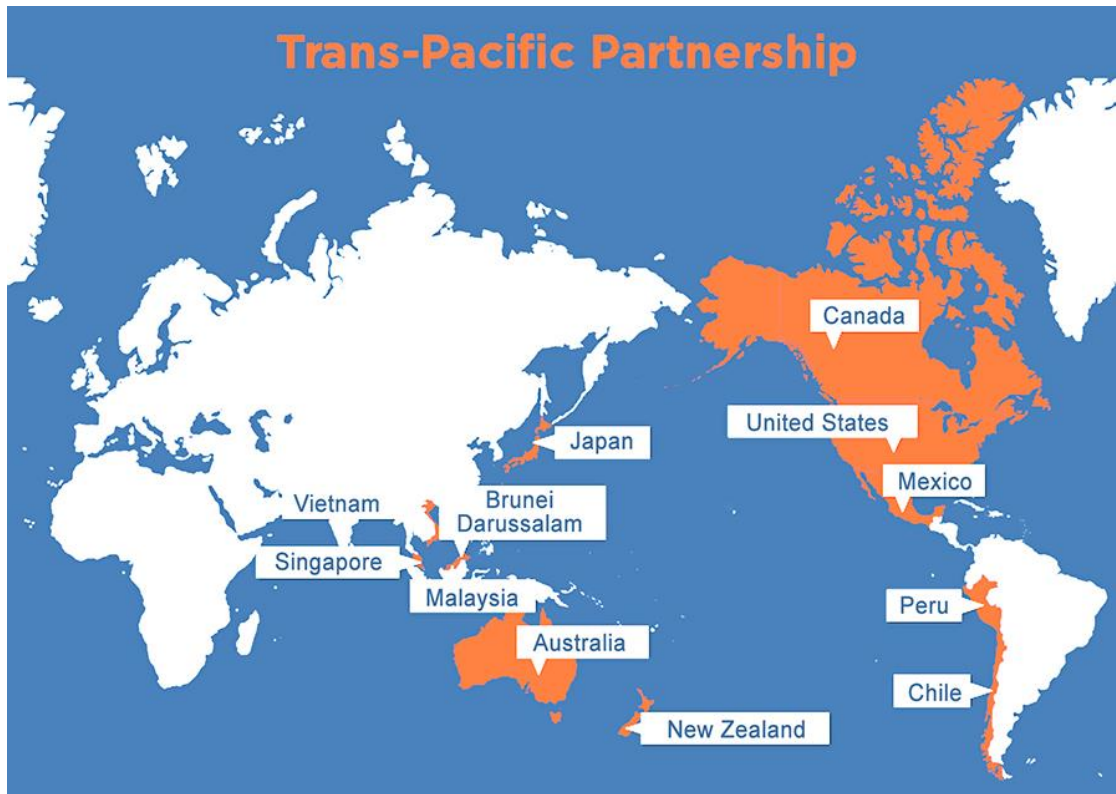 Trans-Pacific Partnership
Canada
United States
Japan
Mexico
Vietnam
Brunei
Darussalam
Singapore
Malaysia
Peru
Australia
Chile
New Zealand